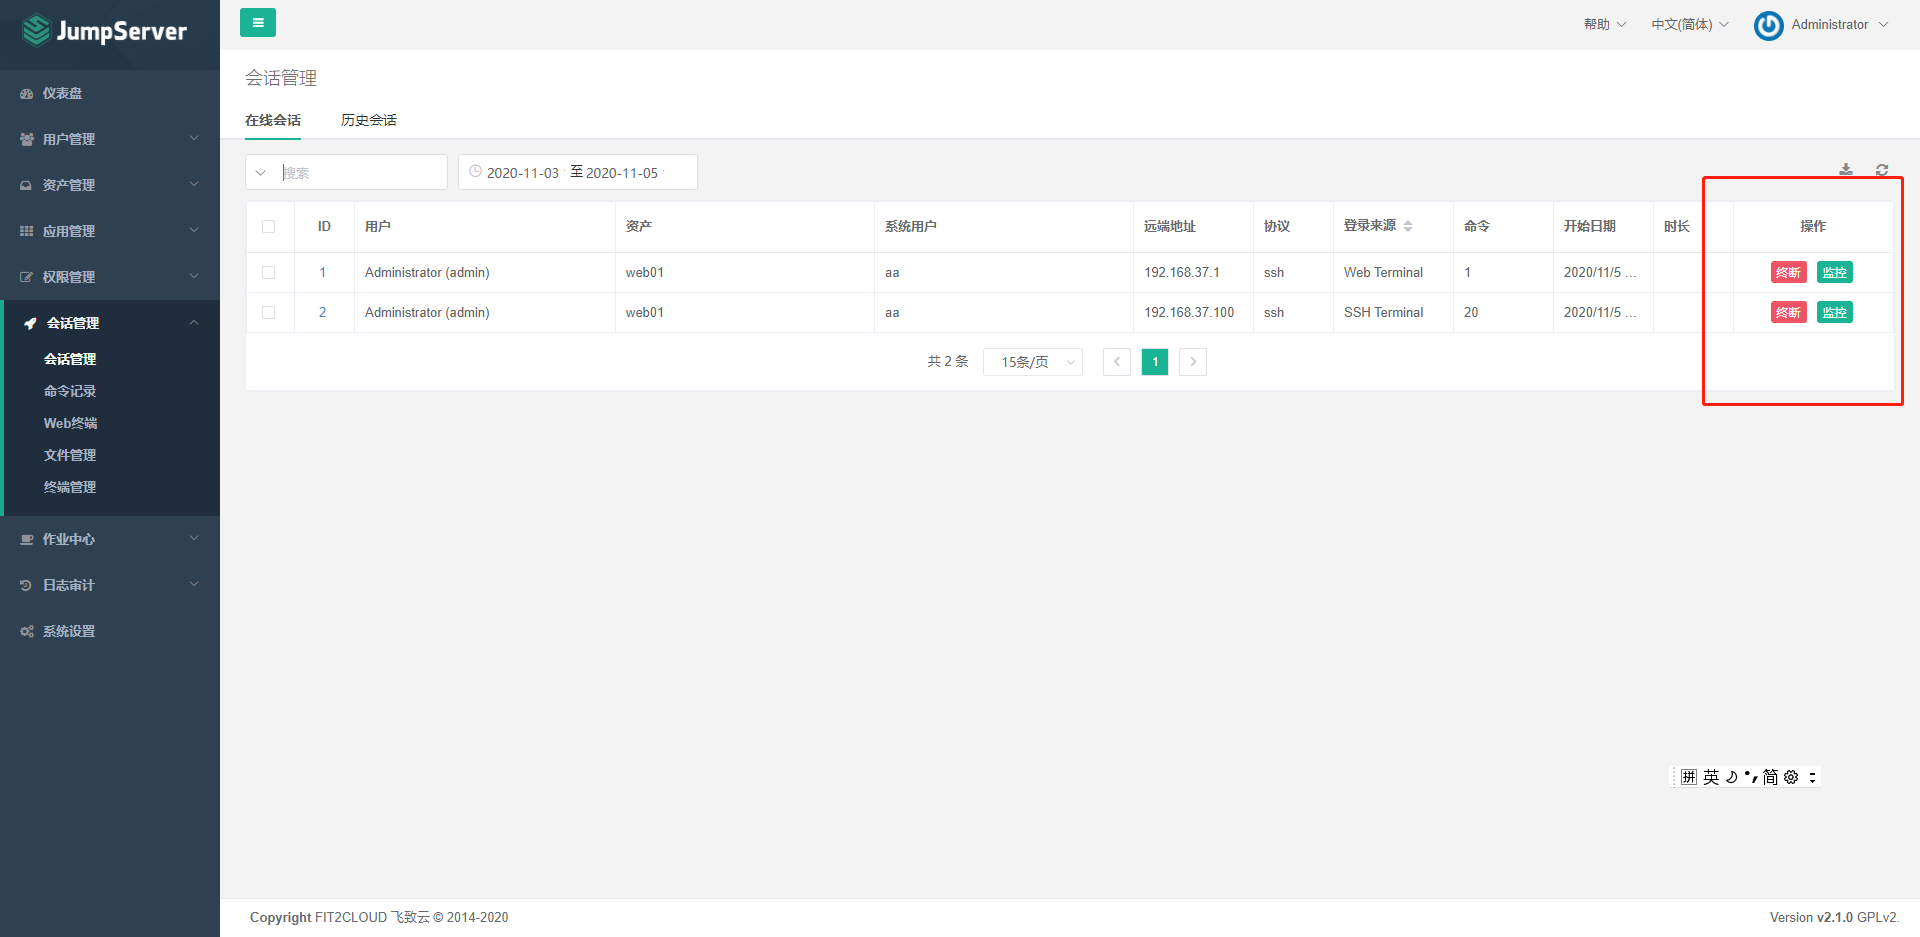 JumpServer
帮助
中文(简体)
Administrator
仪表盘
用户管理
资产管理
应用管理
权限管理
会话管理
会话管理
命令记录
Web终端
文件管理
终端管理
作业中心
日志审计
系统设置
会话管理
在线会话 历史会话
搜索 2020-11-03 至 2020-11-05
ID 用户 资产 系统用户 远端地址 协议 登录来源 命令 开始日期 时长 操作
1 Administrator (admin) web01 aa 192.168.37.1 ssh Web Terminal 1 2020/11/5 ... 终断 监控
2 Administrator (admin) web01 aa 192.168.37.100 ssh SSH Terminal 20 2020/11/5 ... 终断 监控
共 2 条 15条/页 1
拼 英 简
Copyright FIT2CLOUD 飞致云 © 2014-2020
Version v2.1.0 GPLv2.